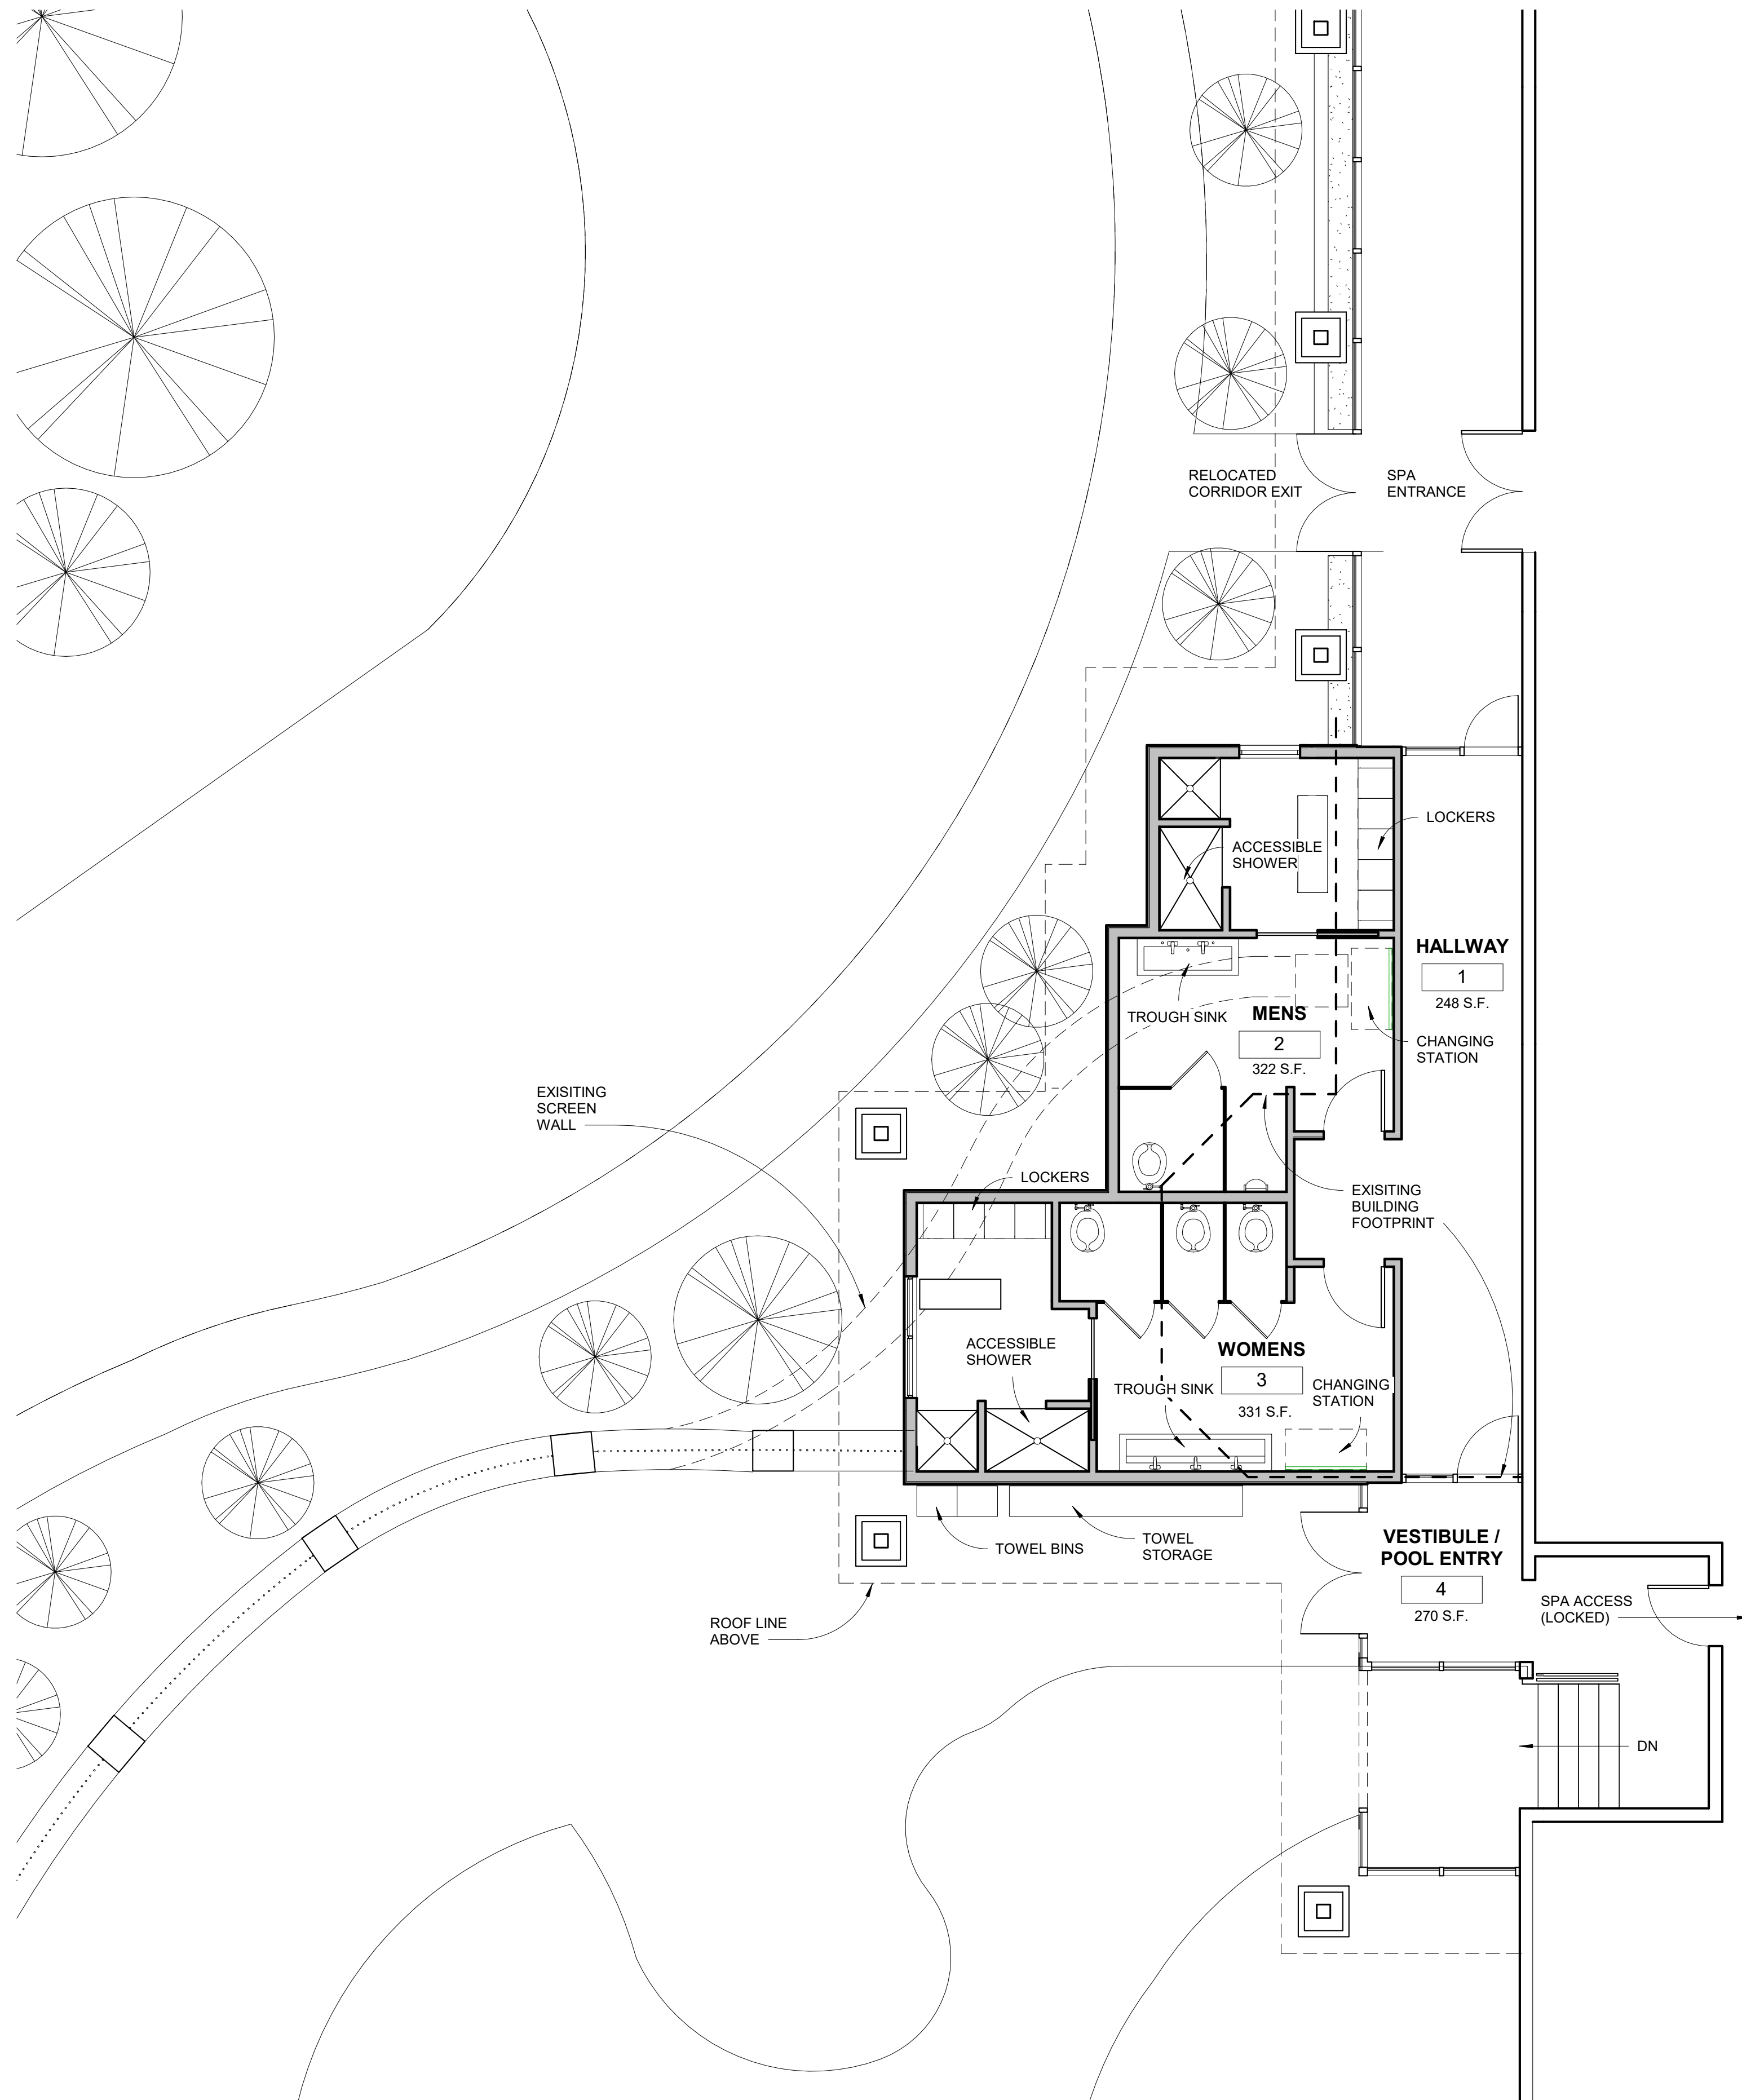 RELOCATED
CORRIDOR EXIT
SPA
ENTRANCE
LOCKERS
ACCESSIBLE
SHOWER
HALLWAY
1
248 S.F.
TROUGH SINK
MENS
2
322 S.F.
CHANGING
STATION
EXISITING
SCREEN
WALL
LOCKERS
EXISITING
BUILDING
FOOTPRINT
ACCESSIBLE
SHOWER
WOMENS
3
331 S.F.
TROUGH SINK
CHANGING
STATION
TOWEL BINS
TOWEL
STORAGE
VESTIBULE /
POOL ENTRY
4
270 S.F.
SPA ACCESS
(LOCKED)
ROOF LINE
ABOVE
DN